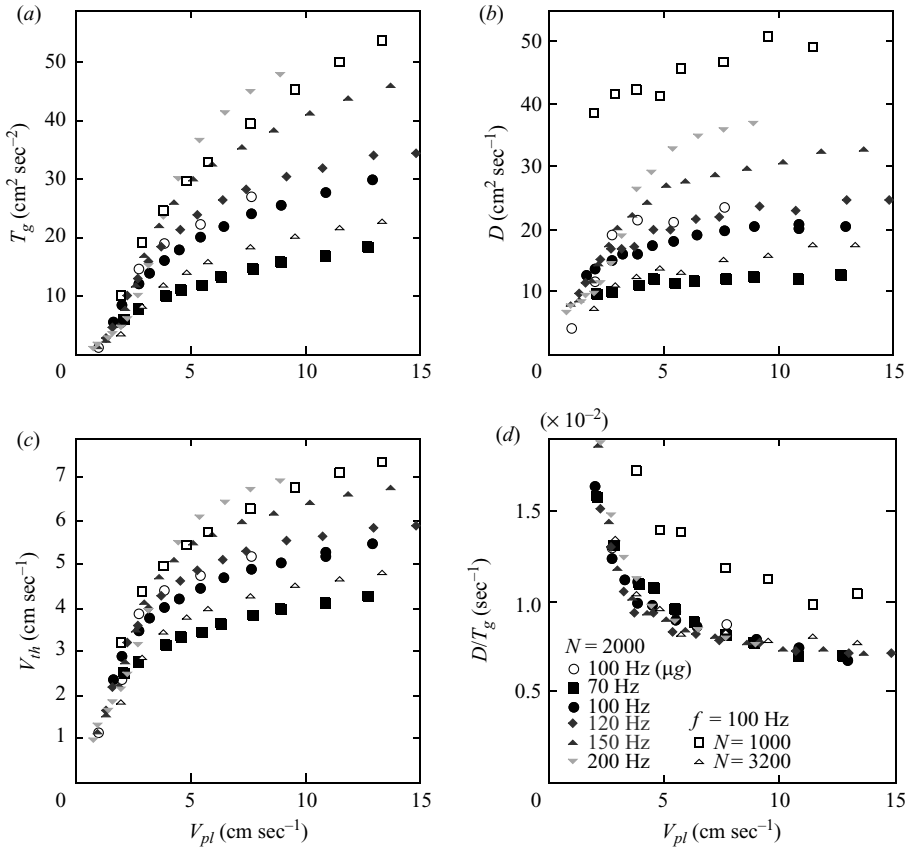 (a)
50
40
30
20
10
0
5
10
15
T_g (cm² sec⁻²)
(b)
50
40
30
20
10
0
5
10
15
D (cm² sec⁻¹)
(c)
7
6
5
4
3
2
1
0
5
10
15
V_th (cm sec⁻¹)
V_pl (cm sec⁻¹)
(d)
(× 10⁻²)
1.5
1.0
0.5
0
5
10
15
D/T_g (sec⁻¹)
V_pl (cm sec⁻¹)
N = 2000
100 Hz (µg)
70 Hz
100 Hz
120 Hz
150 Hz
200 Hz
f = 100 Hz
N = 1000
N = 3200